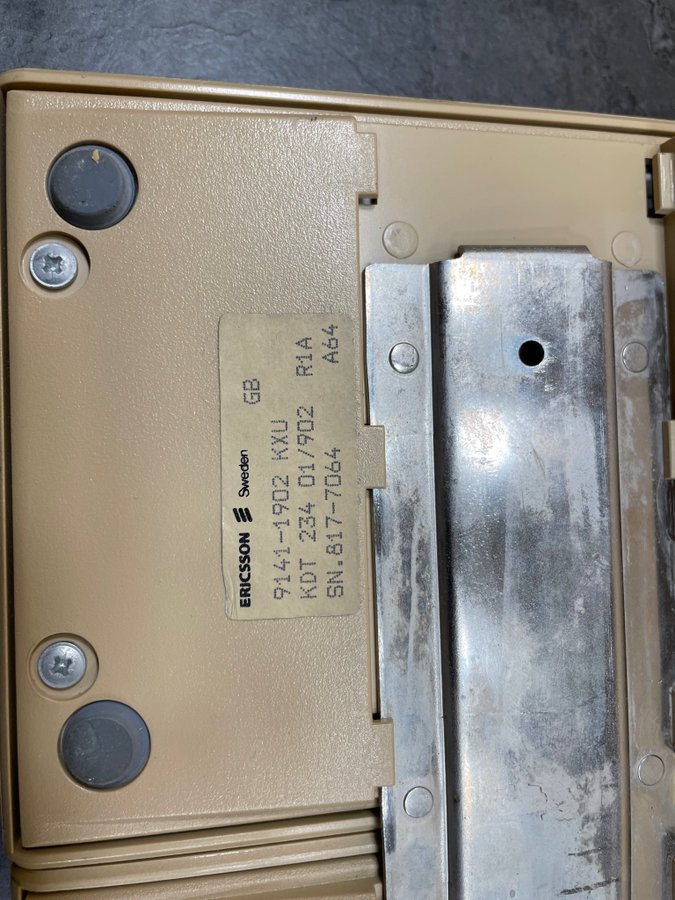 ERICSSON Sweden GB
9141-1902 KXU
KDT 234 01/902 R1A
SN.817-7064 A64